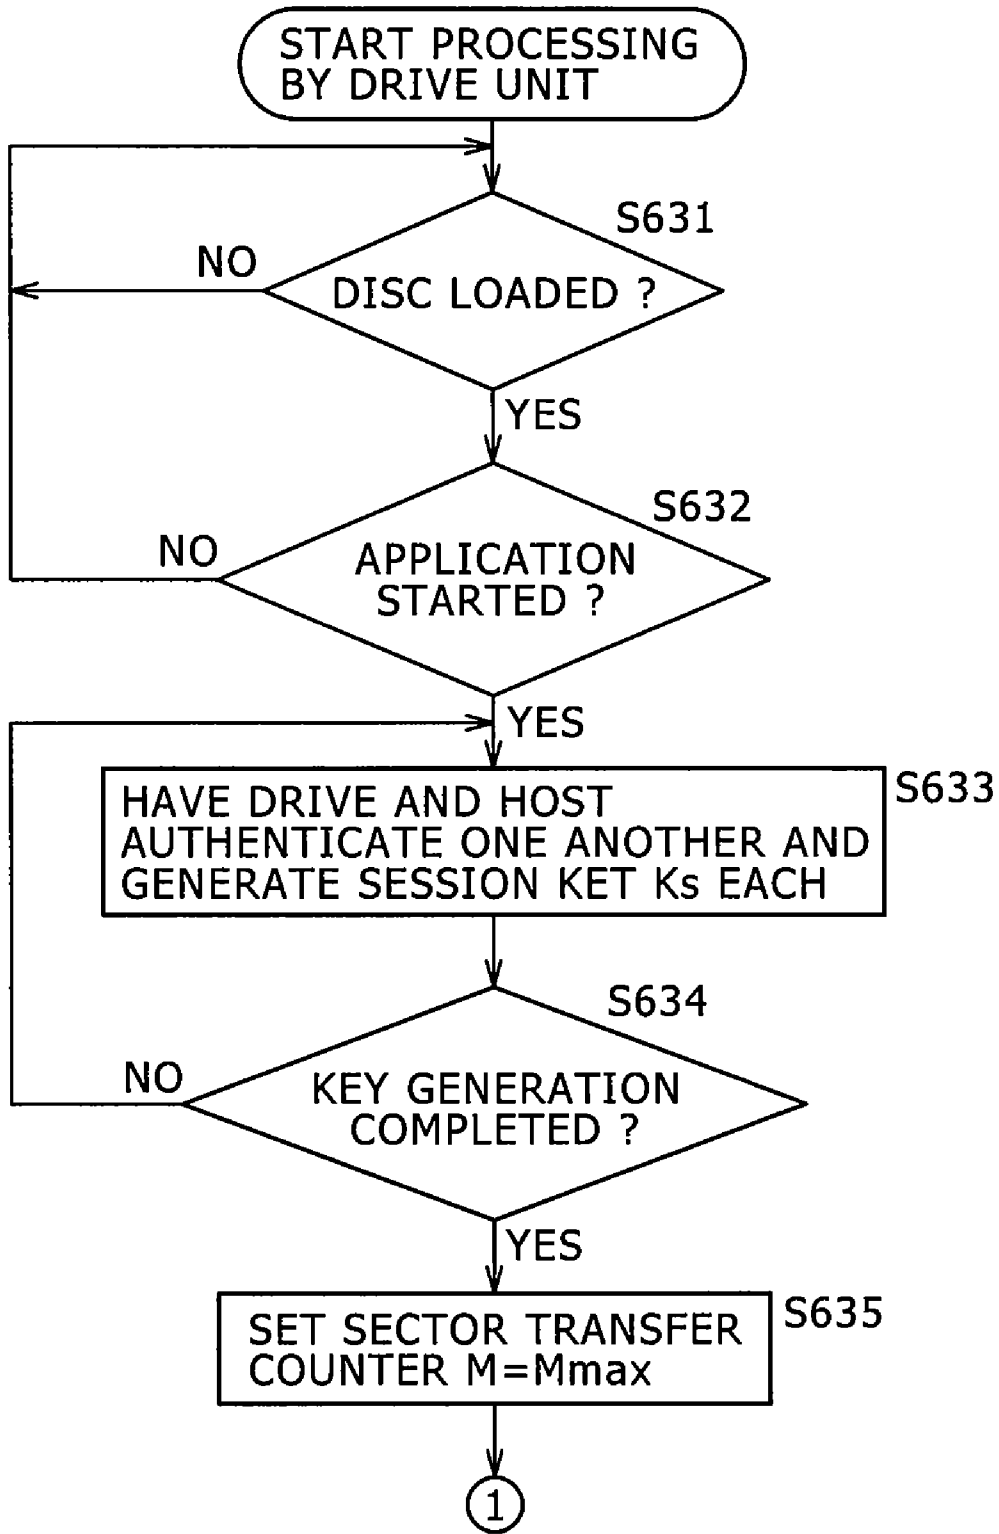 START PROCESSING
BY DRIVE UNIT
S631
NO
DISC LOADED ?
YES
S632
NO
APPLICATION
STARTED ?
YES
S633
HAVE DRIVE AND HOST
AUTHENTICATE ONE ANOTHER AND
GENERATE SESSION KET Ks EACH
S634
NO
KEY GENERATION
COMPLETED ?
YES
S635
SET SECTOR TRANSFER
COUNTER M=Mmax
1